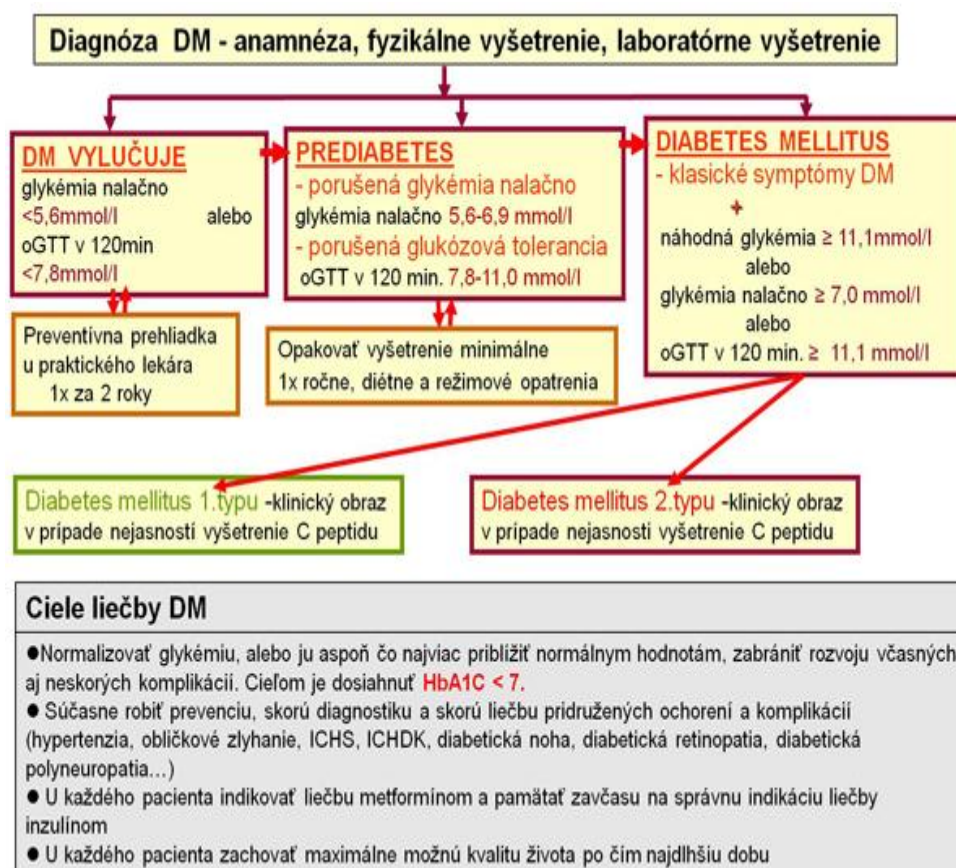 Diagnóza DM - anamnéza, fyzikálne vyšetrenie, laboratórne vyšetrenie
DM VYLUČUJE
glykémia nalačno
<5,6mmol/l alebo
oGTT v 120min
<7,8mmol/l
Preventívna prehliadka
u praktického lekára
1x za 2 roky
PREDIABETES
- porušená glykémia nalačno
glykémia nalačno 5,6-6,9 mmol/l
- porušená glukózová tolerancia
oGTT v 120 min. 7,8-11,0 mmol/l
Opakovať vyšetrenie minimálne
1x ročne, diétne a režimové opatrenia
DIABETES MELLITUS
- klasické symptómy DM
+
náhodná glykémia ≥ 11,1mmol/l
alebo
glykémia nalačno ≥ 7,0 mmol/l
alebo
oGTT v 120 min. ≥ 11,1 mmol/l
Diabetes mellitus 1.typu -klinický obraz
v prípade nejasností vyšetrenie C peptidu
Diabetes mellitus 2.typu -klinický obraz
v prípade nejasností vyšetrenie C peptidu
Ciele liečby DM
●Normalizovať glykémiu, alebo ju aspoň čo najviac priblížiť normálnym hodnotám, zabrániť rozvoju včasných
aj neskorých komplikácií. Cieľom je dosiahnuť HbA1C < 7.
● Súčasne robiť prevenciu, skorú diagnostiku a skorú liečbu pridružených ochorení a komplikácií
(hypertenzia, obličkové zlyhanie, ICHS, ICHDK, diabetická noha, diabetická retinopatia, diabetická
polyneuropatia...)
● U každého pacienta indikovať liečbu metformínom a pamätať zavčasu na správnu indikáciu liečby
inzulínom
● U každého pacienta zachovať maximálne možnú kvalitu života po čím najdlhšiu dobu